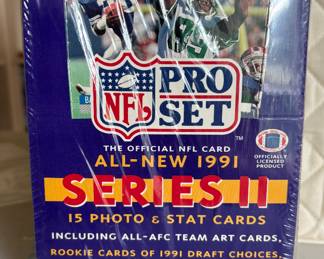 PRO
NFL SET
TM
THE OFFICIAL NFL CARD
ALL-NEW 1991
OFFICIALLY
LICENSED
PRODUCT
SERIES II
15 PHOTO & STAT CARDS
INCLUDING ALL-AFC TEAM ART CARDS,
ROOKIE CARDS OF 1991 DRAFT CHOICES,